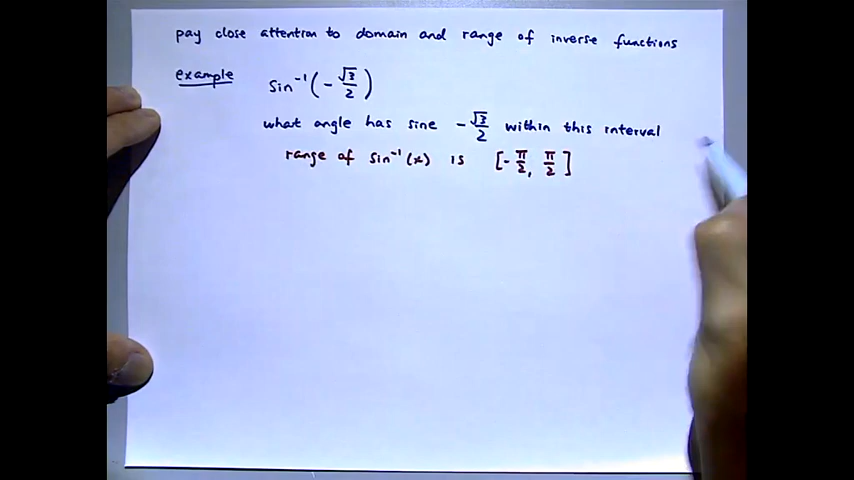 pay close attention to domain and range of inverse functions
example sin⁻¹(-√3/2)
what angle has sine -√3/2 within this interval
range of sin⁻¹(x) is [-π/2, π/2]